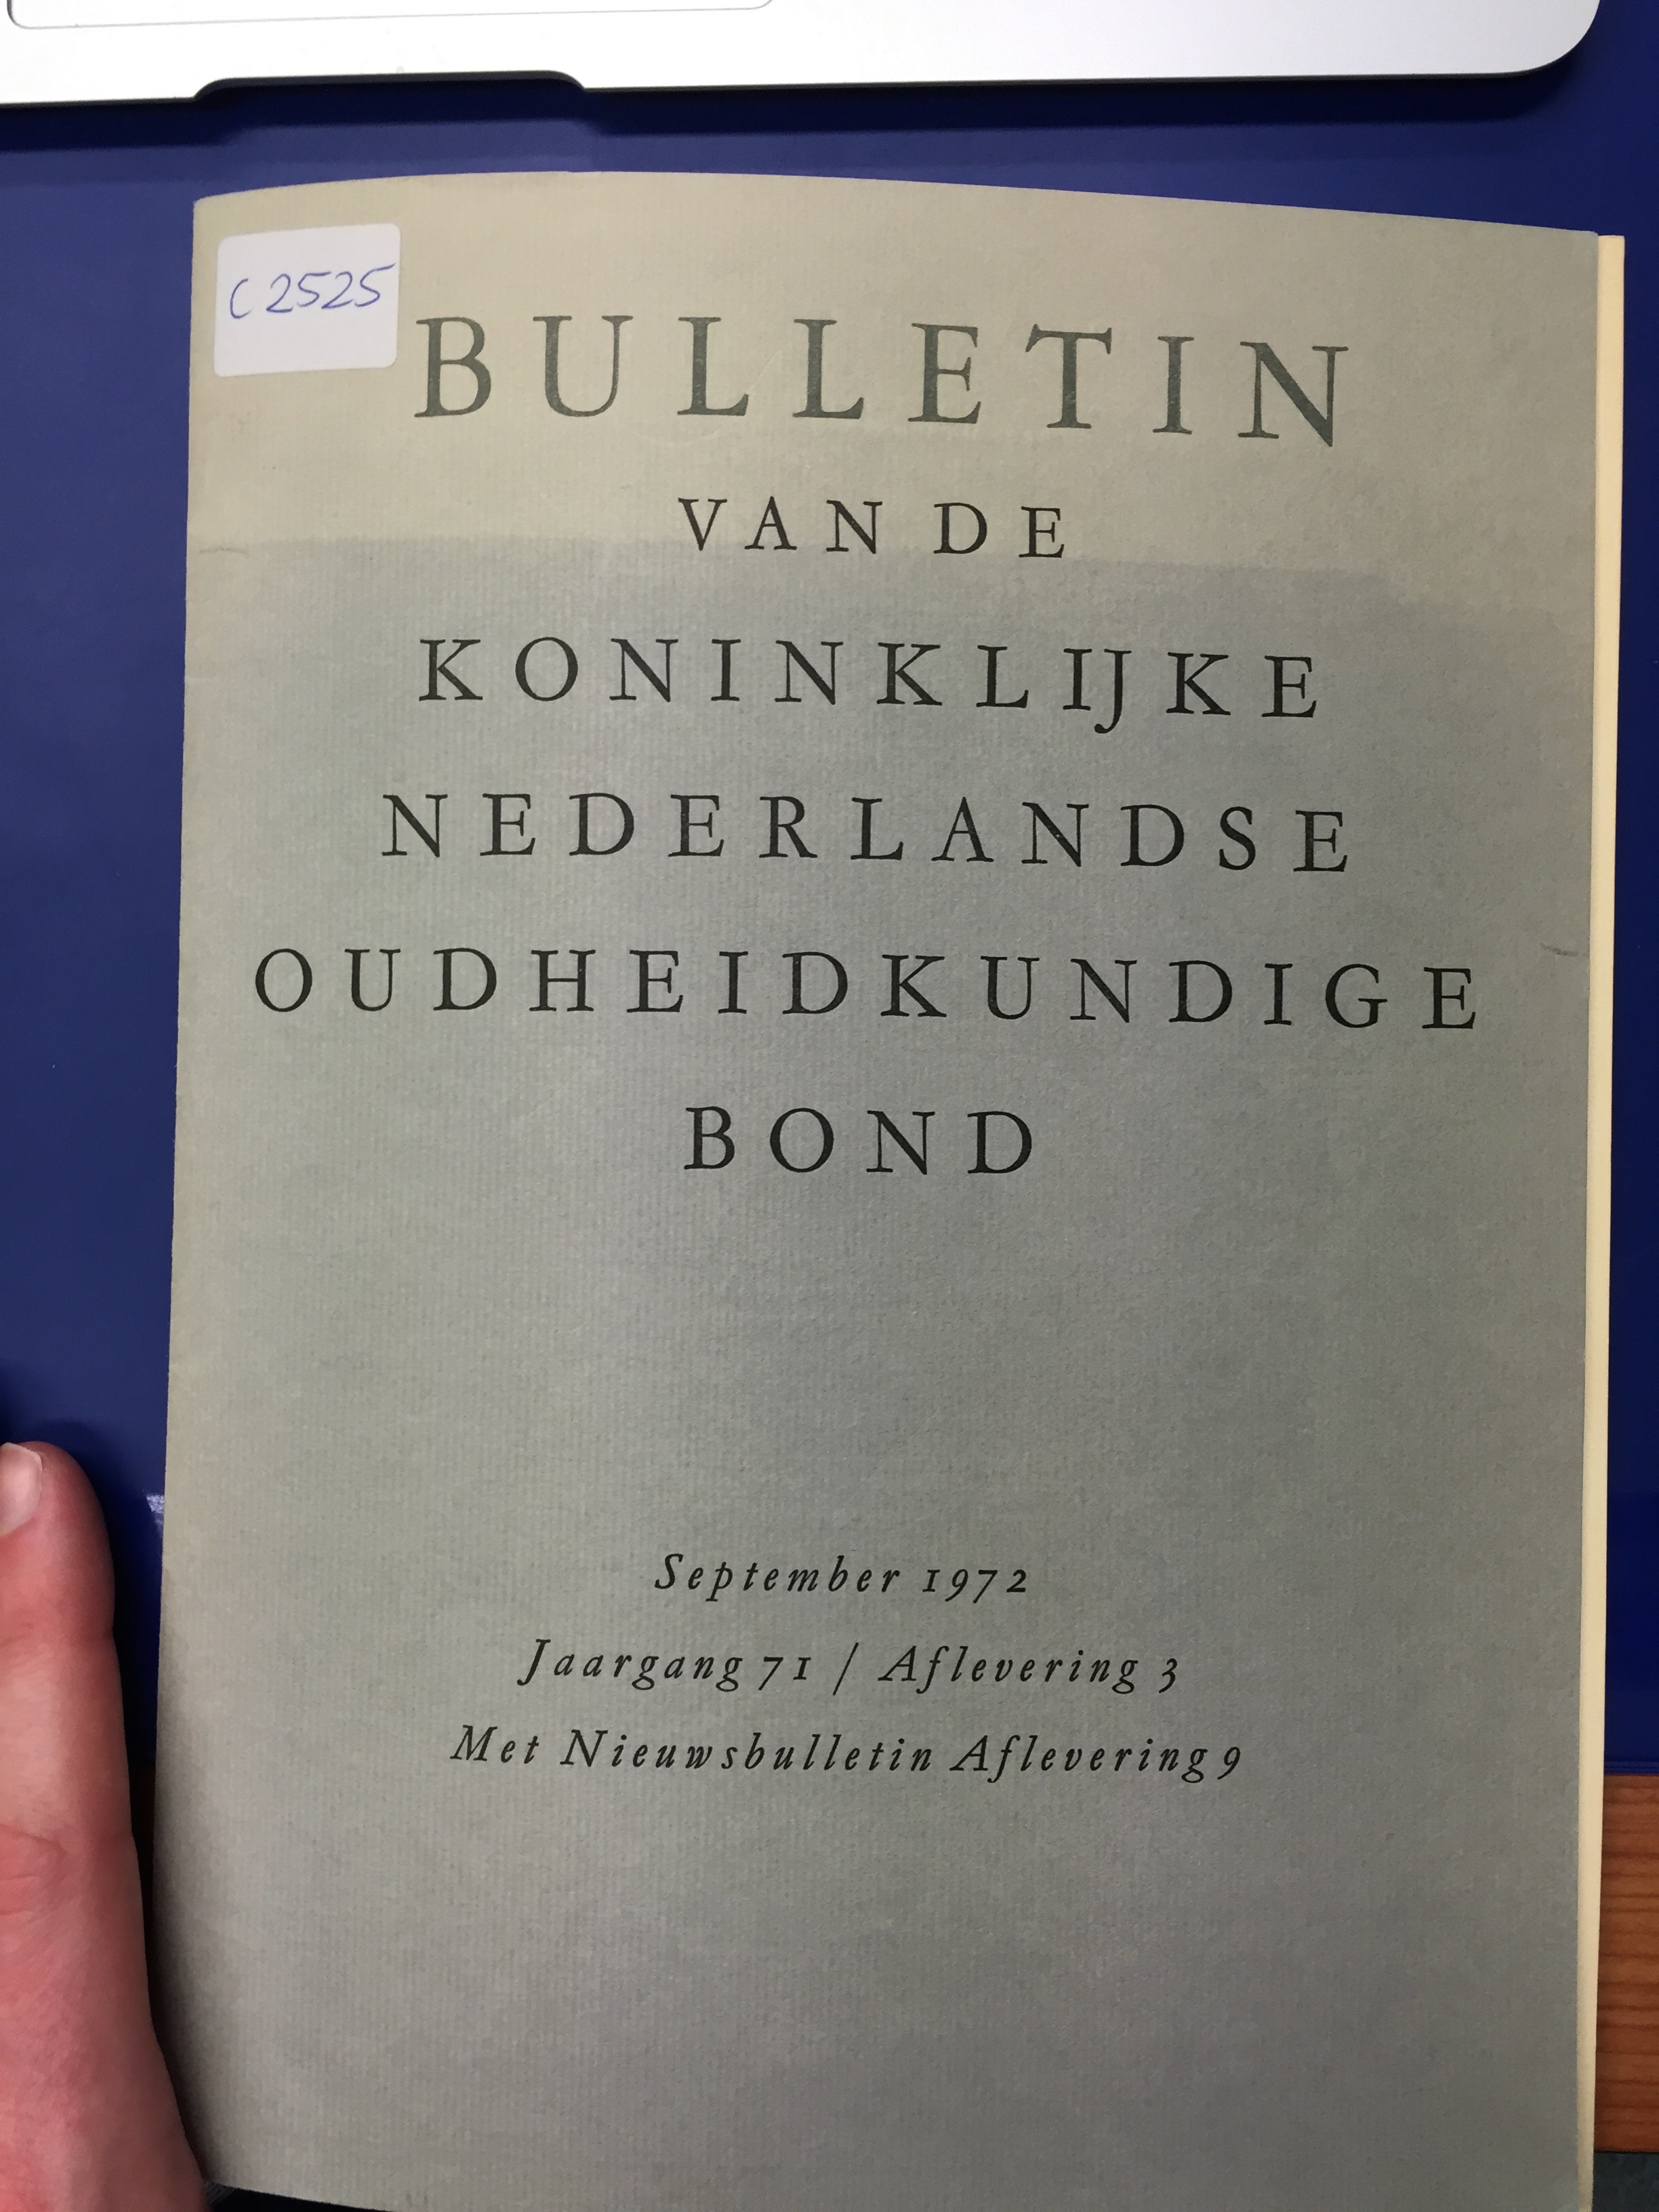 C 2525
BULLETIN
VAN DE
KONINKLIJKE
NEDERLANDSE
OUDHEIDKUNDIGE
BOND
September 1972
Jaargang 71 / Aflevering 3
Met Nieuwsbulletin Aflevering 9